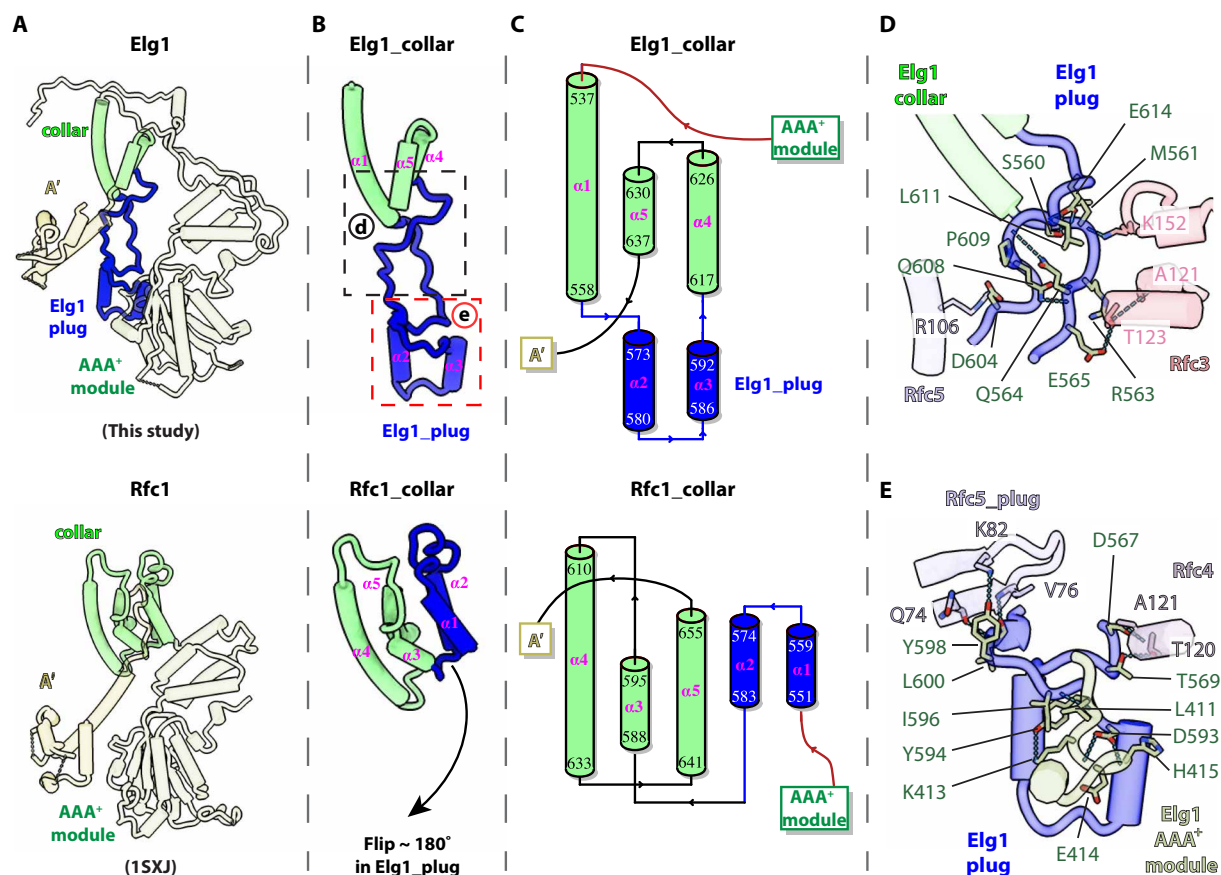 A
Elg1
collar
A′
Elg1
plug
AAA⁺
module
(This study)
Rfc1
collar
A′
AAA⁺
module
(1SXJ)
B
Elg1_collar
α1
α5
α4
d
e
α2
α3
Elg1_plug
Rfc1_collar
α5
α2
α1
α4
α3
Flip ~ 180°
in Elg1_plug
C
Elg1_collar
537
AAA⁺
module
α1
630
626
α5
α4
637
617
558
A′
573
592
α2
α3
Elg1_plug
580
586
Rfc1_collar
610
A′
655
574
559
α4
595
α2
α1
α3
α5
583
551
588
633
641
AAA⁺
module
D
Elg1
collar
Elg1
plug
E614
S560
M561
L611
K152
P609
Q608
A121
R106
T123
D604
Rfc3
Rfc5
Q564
E565
R563
E
Rfc5_plug
K82
D567
Rfc4
V76
Q74
A121
Y598
T120
L600
T569
I596
L411
Y594
D593
K413
H415
Elg1
AAA⁺
module
Elg1
plug
E414